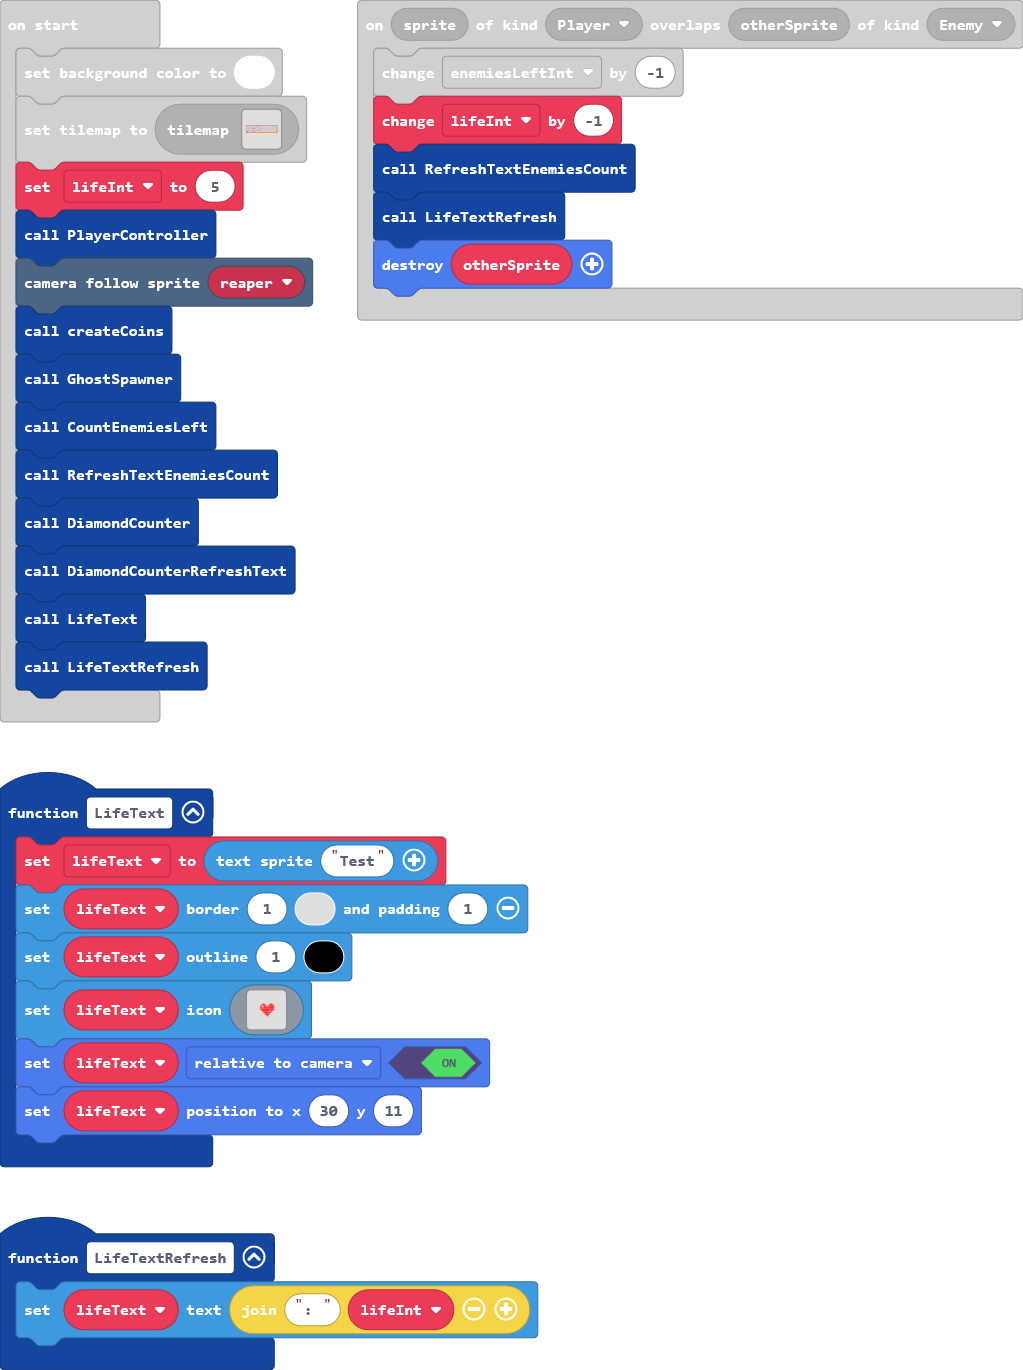 on start
set background color to
set tilemap to tilemap
set lifeInt to 5
call PlayerController
camera follow sprite reaper
call createCoins
call GhostSpawner
call CountEnemiesLeft
call RefreshTextEnemiesCount
call DiamondCounter
call DiamondCounterRefreshText
call LifeText
call LifeTextRefresh
on sprite of kind Player overlaps otherSprite of kind Enemy
change enemiesLeftInt by -1
change lifeInt by -1
call RefreshTextEnemiesCount
call LifeTextRefresh
destroy otherSprite
function LifeText
set lifeText to text sprite "Test"
set lifeText border 1 and padding 1
set lifeText outline 1
set lifeText icon
set lifeText relative to camera ON
set lifeText position to x 30 y 11
function LifeTextRefresh
set lifeText text join ": " lifeInt